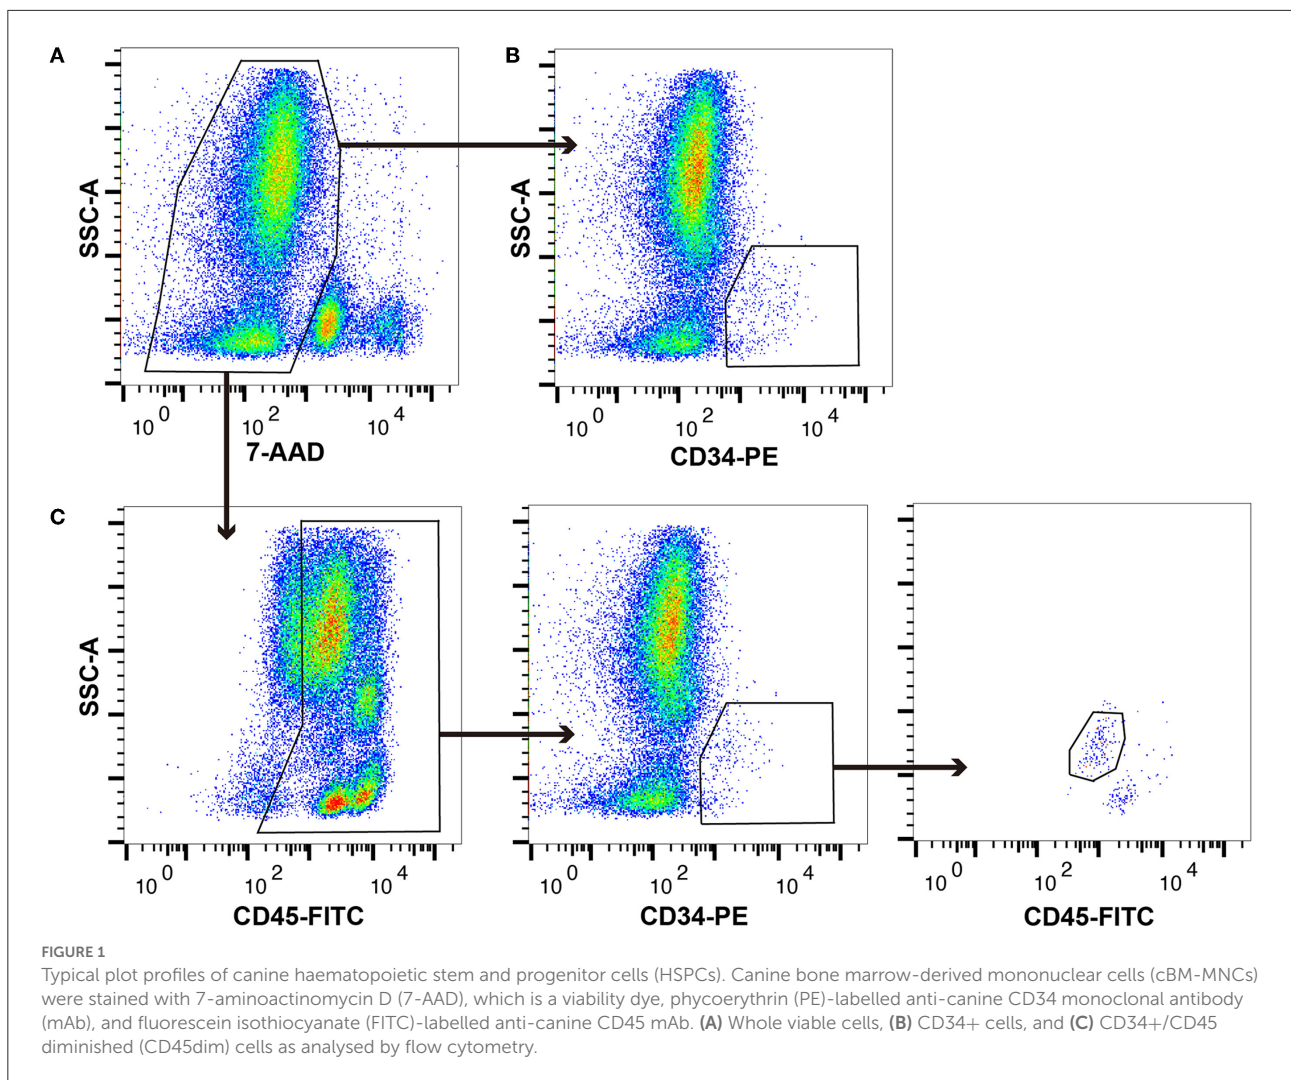 A
B
SSC-A
SSC-A
10 0
10 2
10 4
7-AAD
10 0
10 2
10 4
CD34-PE
C
SSC-A
10 0
10 2
10 4
CD45-FITC
10 0
10 2
10 4
CD34-PE
10 0
10 2
10 4
CD45-FITC
FIGURE 1
Typical plot profiles of canine haematopoietic stem and progenitor cells (HSPCs). Canine bone marrow-derived mononuclear cells (cBM-MNCs)
were stained with 7-aminoactinomycin D (7-AAD), which is a viability dye, phycoerythrin (PE)-labelled anti-canine CD34 monoclonal antibody
(mAb), and fluorescein isothiocyanate (FITC)-labelled anti-canine CD45 mAb. (A) Whole viable cells, (B) CD34+ cells, and (C) CD34+/CD45
diminished (CD45dim) cells as analysed by flow cytometry.